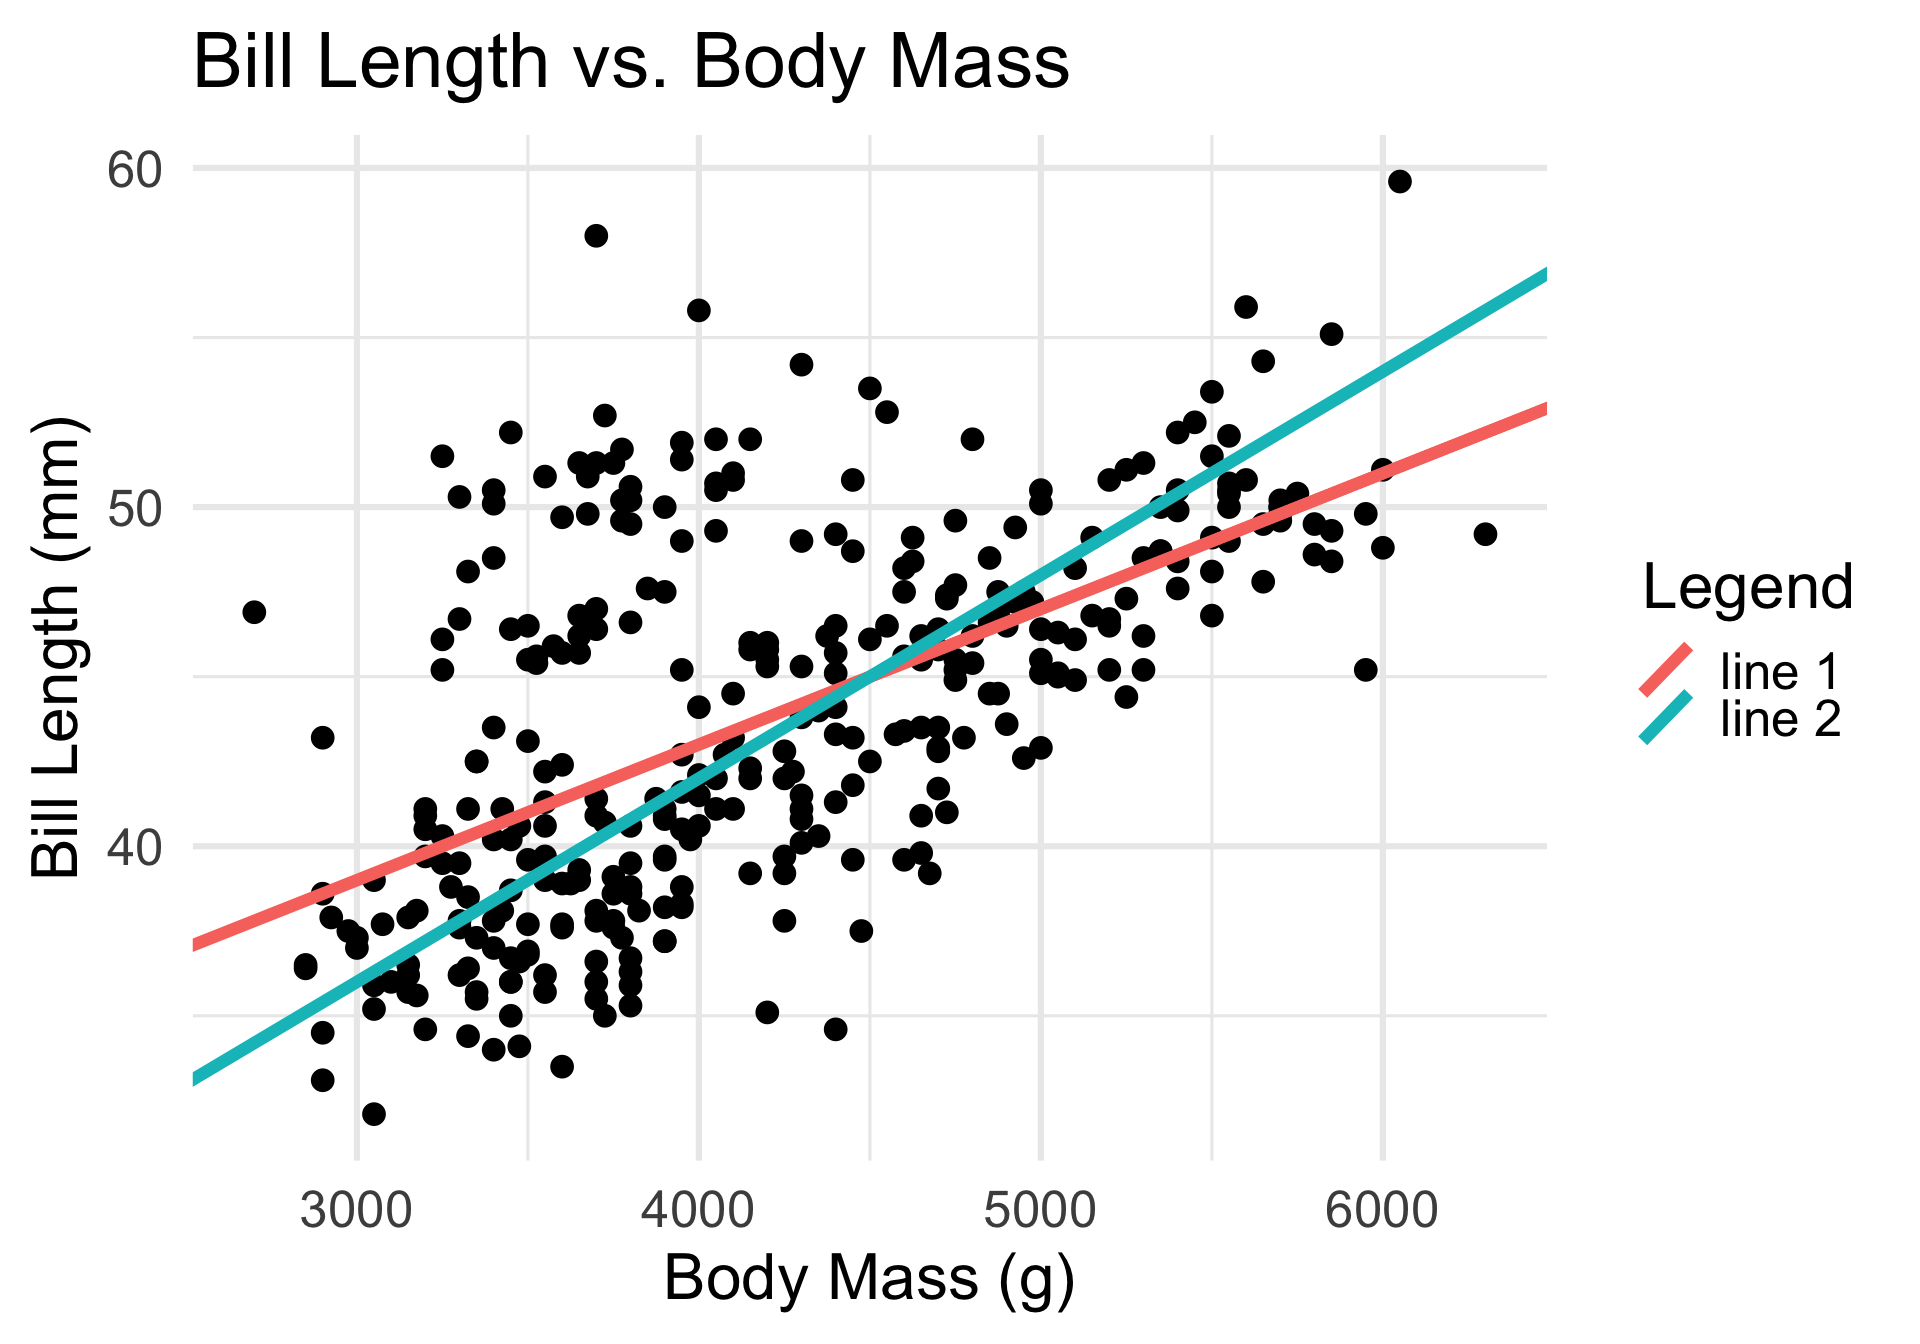 Bill Length vs. Body Mass
60
50
40
Bill Length (mm)
3000 4000 5000 6000
Body Mass (g)
Legend
line 1
line 2